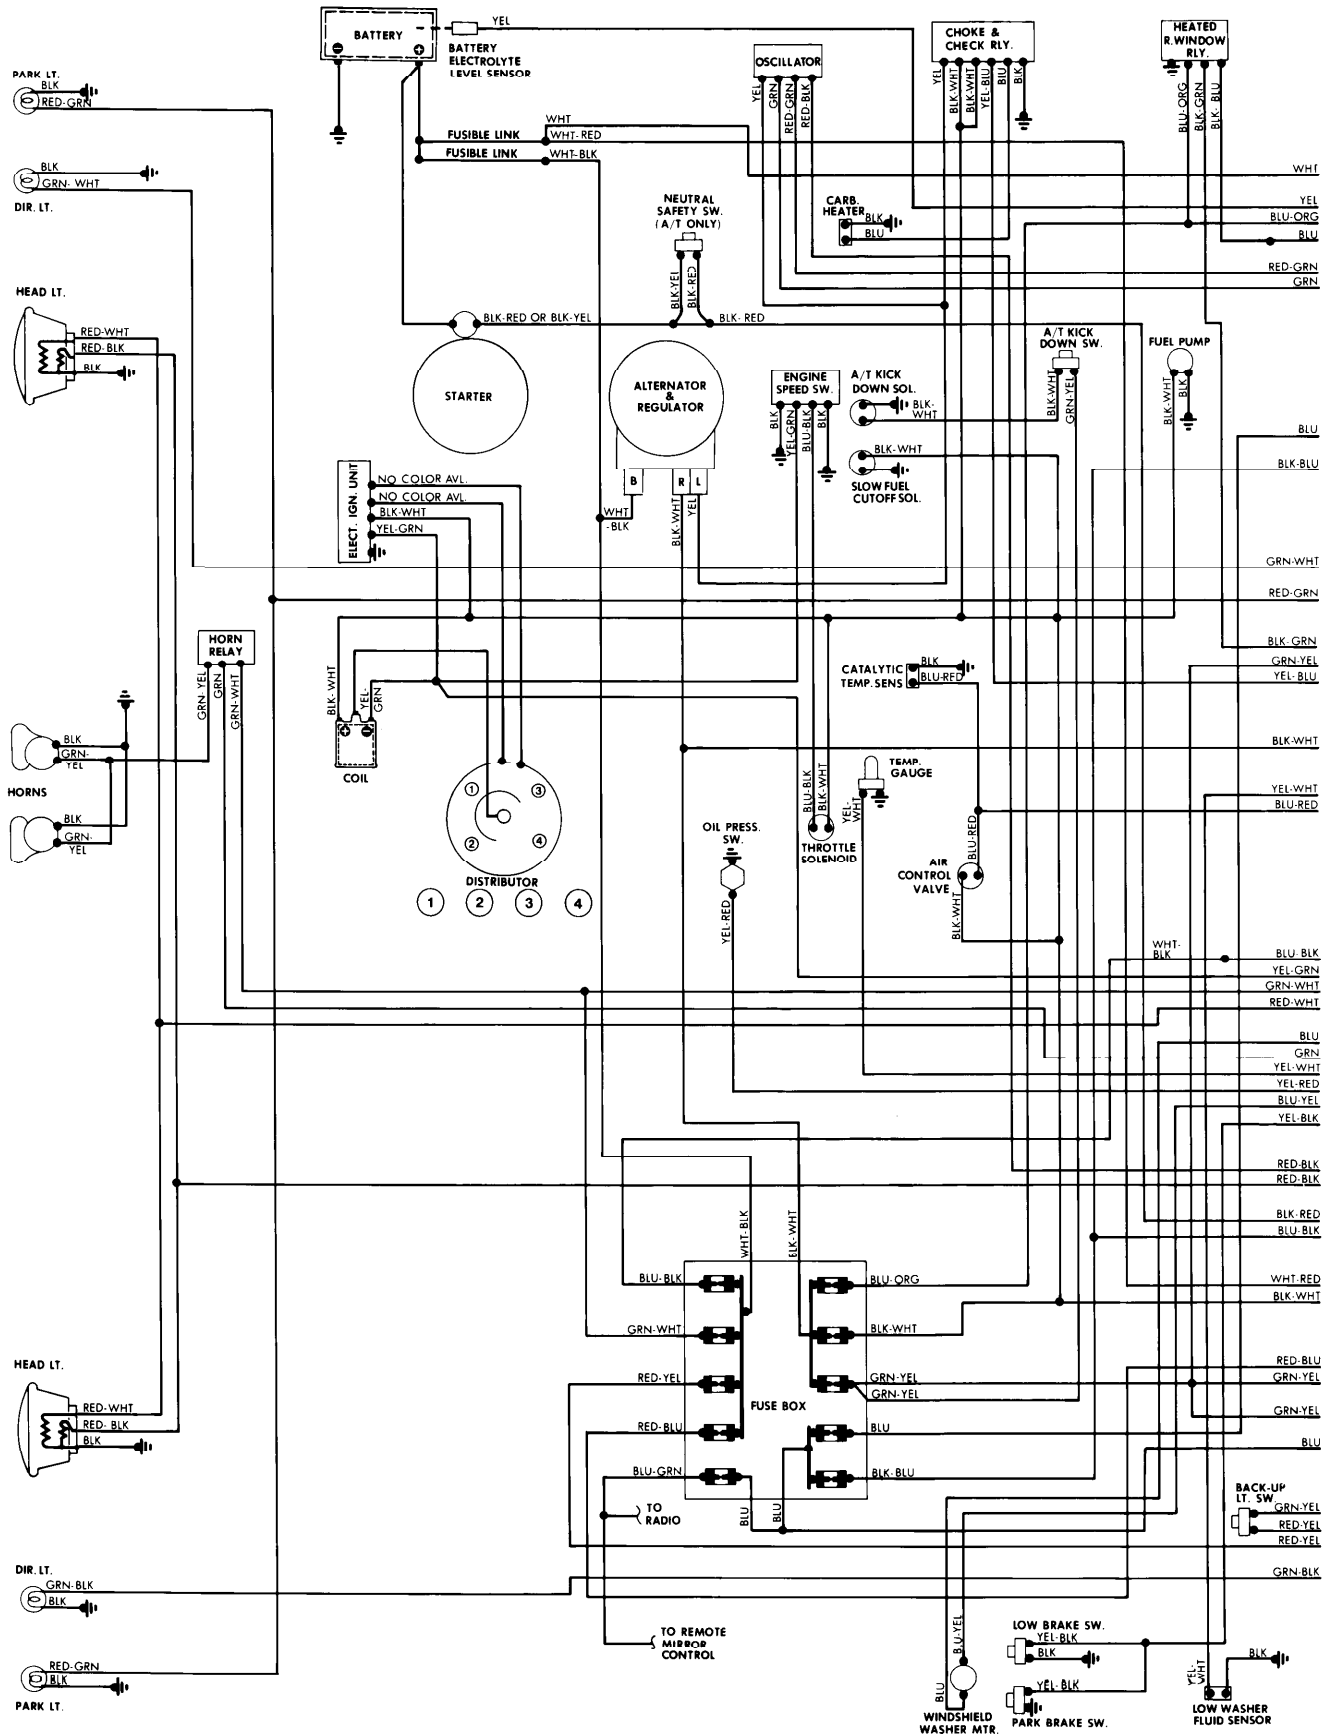 BATTERY
YEL
BATTERY
ELECTROLYTE
LEVEL SENSOR
OSCILLATOR
YEL
GRN
RED-GRN
RED-BLK
CHOKE &
CHECK RLY.
YEL
BLK-WHT
BLK-WHT
YEL-BLU
BLU
BLK
HEATED
R.WINDOW
RLY.
BLU-ORG
BLK-GRN
BLK-BLU
PARK LT.
BLK
RED-GRN
FUSIBLE LINK
WHT
WHT-RED
FUSIBLE LINK
WHT-BLK
BLK
GRN-WHT
DIR. LT.
NEUTRAL
SAFETY SW.
(A/T ONLY)
BLK-YEL
BLK-RED
CARB.
HEATER
BLK
BLU
WHT
YEL
BLU-ORG
BLU
RED-GRN
GRN
HEAD LT.
RED-WHT
RED-BLK
BLK
BLK-RED OR BLK-YEL
BLK-RED
STARTER
ALTERNATOR
&
REGULATOR
B
R
L
WHT
-BLK
BLK-WHT
YEL
ENGINE
SPEED SW.
BLK
YEL-GRN
BLU-BLK
BLK
A/T KICK
DOWN SOL.
BLK-
WHT
BLK-WHT
SLOW FUEL
CUTOFF SOL.
A/T KICK
DOWN SW.
BLK-WHT
GRN-YEL
FUEL PUMP
BLK-WHT
BLK
BLU
BLK-BLU
ELECT. IGN. UNIT
NO COLOR AVL.
NO COLOR AVL.
BLK-WHT
YEL-GRN
GRN-WHT
RED-GRN
HORN
RELAY
GRN-YEL
GRN
GRN-WHT
BLK-WHT
YEL-
GRN
COIL
CATALYTIC
TEMP. SENS
BLK
BLU-RED
BLK-GRN
GRN-YEL
YEL-BLU
BLK-WHT
BLK
GRN-
YEL
HORNS
BLK
GRN-
YEL
1
3
2
4
DISTRIBUTOR
1
2
3
4
BLU-BLK
BLK-WHT
THROTTLE
SOLENOID
TEMP.
GAUGE
YEL-
WHT
OIL PRESS.
SW.
YEL-RED
BLU-RED
AIR
CONTROL
VALVE
BLK-WHT
YEL-WHT
BLU-RED
WHT-
BLK
BLU-BLK
YEL-GRN
GRN-WHT
RED-WHT
BLU
GRN
YEL-WHT
YEL-RED
BLU-YEL
YEL-BLK
RED-BLK
RED-BLK
BLK-RED
BLU-BLK
WHT-RED
BLK-WHT
WHT-BLK
BLK-WHT
BLU-BLK
BLU-ORG
GRN-WHT
BLK-WHT
RED-YEL
GRN-YEL
GRN-YEL
FUSE BOX
RED-BLU
BLU
BLU-GRN
BLK-BLU
RED-BLU
GRN-YEL
GRN-YEL
BLU
HEAD LT.
RED-WHT
RED-BLK
BLK
TO
RADIO
BLU
BLU
BACK-UP
LT. SW.
GRN-YEL
RED-YEL
RED-YEL
GRN-BLK
DIR. LT.
GRN-BLK
BLK
TO REMOTE
MIRROR
CONTROL
BLU-YEL
BLU
WINDSHIELD
WASHER MTR.
LOW BRAKE SW.
YEL-BLK
BLK
YEL-BLK
PARK BRAKE SW.
YEL-
WHT
BLK
LOW WASHER
FLUID SENSOR
RED-GRN
BLK
PARK LT.